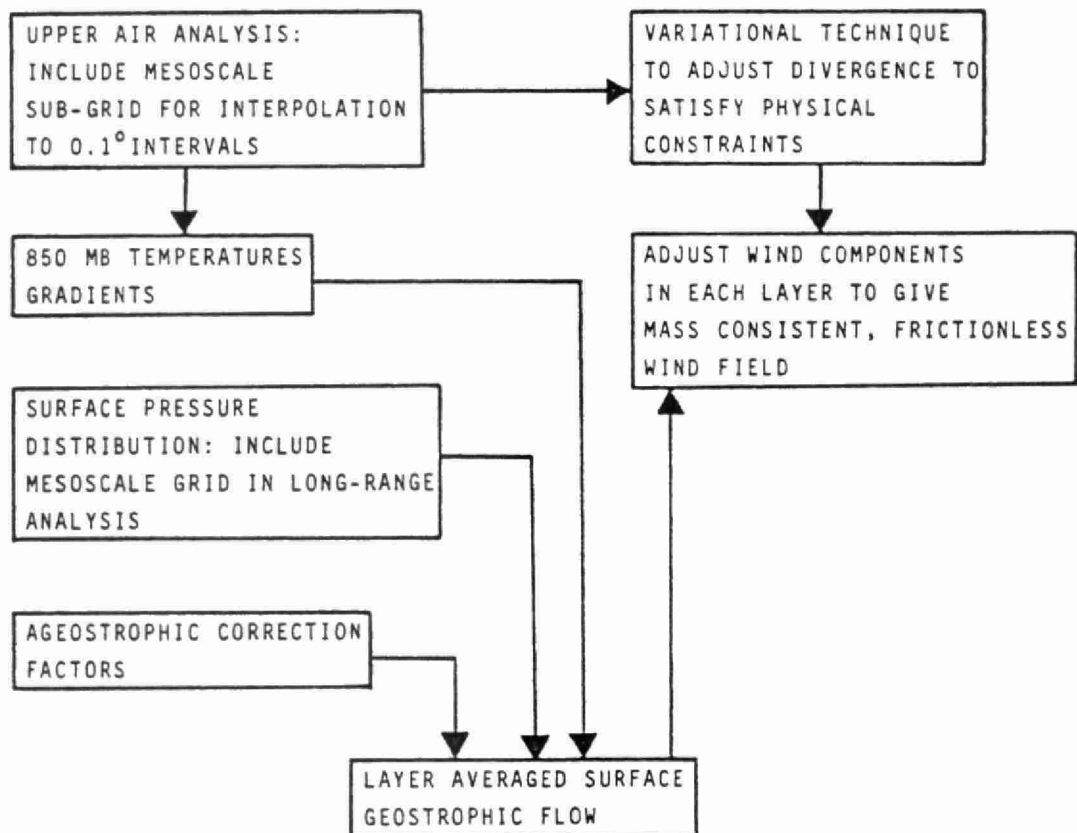 UPPER AIR ANALYSIS:
INCLUDE MESOSCALE
SUB-GRID FOR INTERPOLATION
TO 0.1° INTERVALS
VARIATIONAL TECHNIQUE
TO ADJUST DIVERGENCE TO
SATISFY PHYSICAL
CONSTRAINTS
850 MB TEMPERATURES
GRADIENTS
ADJUST WIND COMPONENTS
IN EACH LAYER TO GIVE
MASS CONSISTENT, FRICTIONLESS
WIND FIELD
SURFACE PRESSURE
DISTRIBUTION: INCLUDE
MESOSCALE GRID IN LONG-RANGE
ANALYSIS
AGEOSTROPHIC CORRECTION
FACTORS
LAYER AVERAGED SURFACE
GEOSTROPHIC FLOW